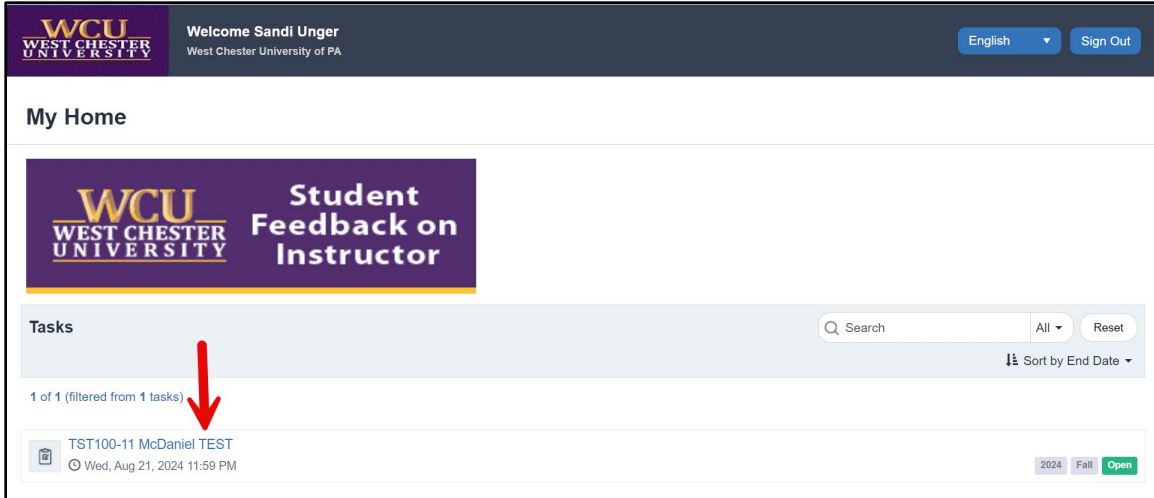 WCU
WEST CHESTER
UNIVERSITY
Welcome Sandi Unger
West Chester University of PA
English
Sign Out
My Home
WCU
WEST CHESTER
UNIVERSITY
Student
Feedback on
Instructor
Tasks
Search
All
Reset
Sort by End Date
1 of 1 (filtered from 1 tasks)
TST100-11 McDaniel TEST
Wed, Aug 21, 2024 11:59 PM
2024 Fall Open